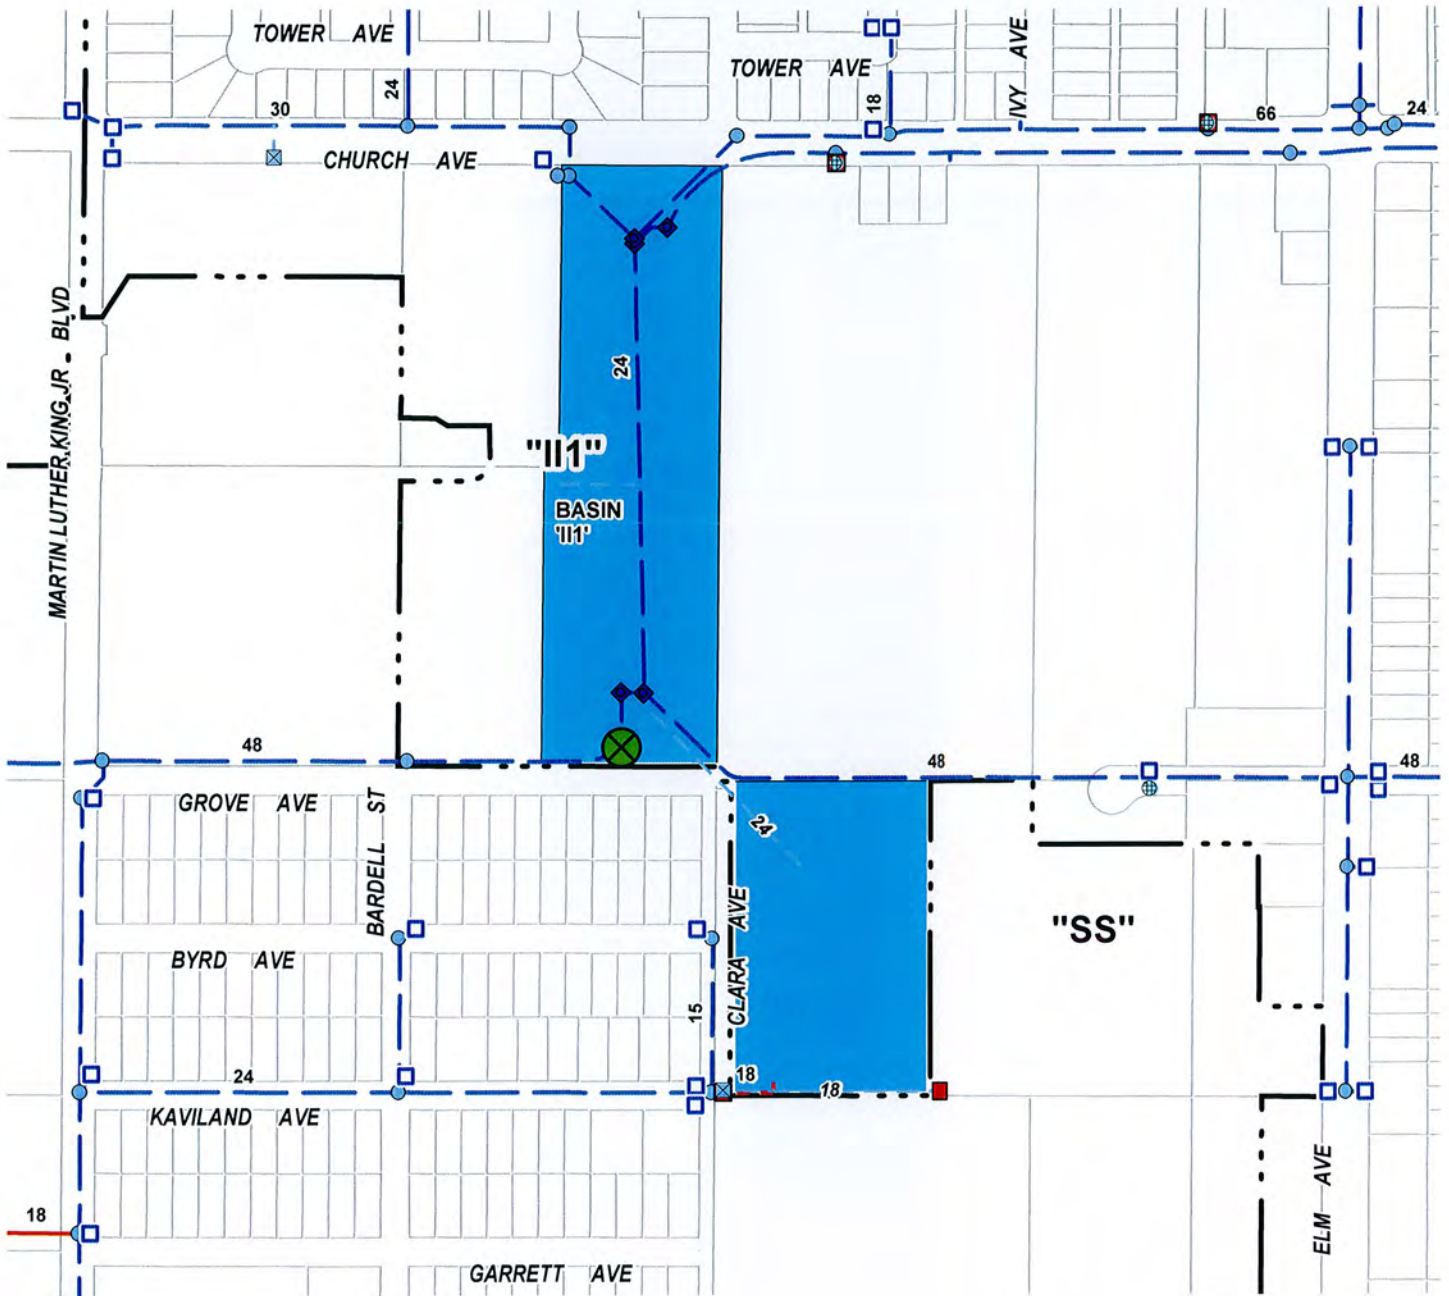 TOWER AVE
TOWER AVE
IVY AVE
24
18
30
66
24
CHURCH AVE
MARTIN LUTHER KING JR BLVD
24
"II1"
BASIN
'II1'
48
48
48
GROVE AVE
BARDELL ST
24
CLARA AVE
"SS"
BYRD AVE
15
24
18
18
x
KAVILAND AVE
18
ELM AVE
GARRETT AVE